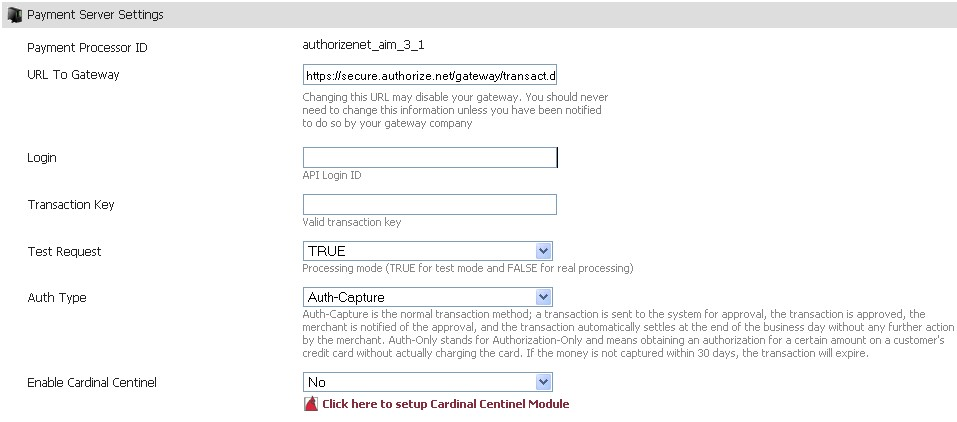 Payment Server Settings
Payment Processor ID
authorizenet_aim_3_1
URL To Gateway
https://secure.authorize.net/gateway/transact.d
Changing this URL may disable your gateway. You should never
need to change this information unless you have been notified
to do so by your gateway company
Login
API Login ID
Transaction Key
Valid transaction key
Test Request
TRUE
Processing mode (TRUE for test mode and FALSE for real processing)
Auth Type
Auth-Capture
Auth-Capture is the normal transaction method; a transaction is sent to the system for approval, the transaction is approved, the
merchant is notified of the approval, and the transaction automatically settles at the end of the business day without any further action
by the merchant. Auth-Only stands for Authorization-Only and means obtaining an authorization for a certain amount on a customer's
credit card without actually charging the card. If the money is not captured within 30 days, the transaction will expire.
Enable Cardinal Centinel
No
Click here to setup Cardinal Centinel Module